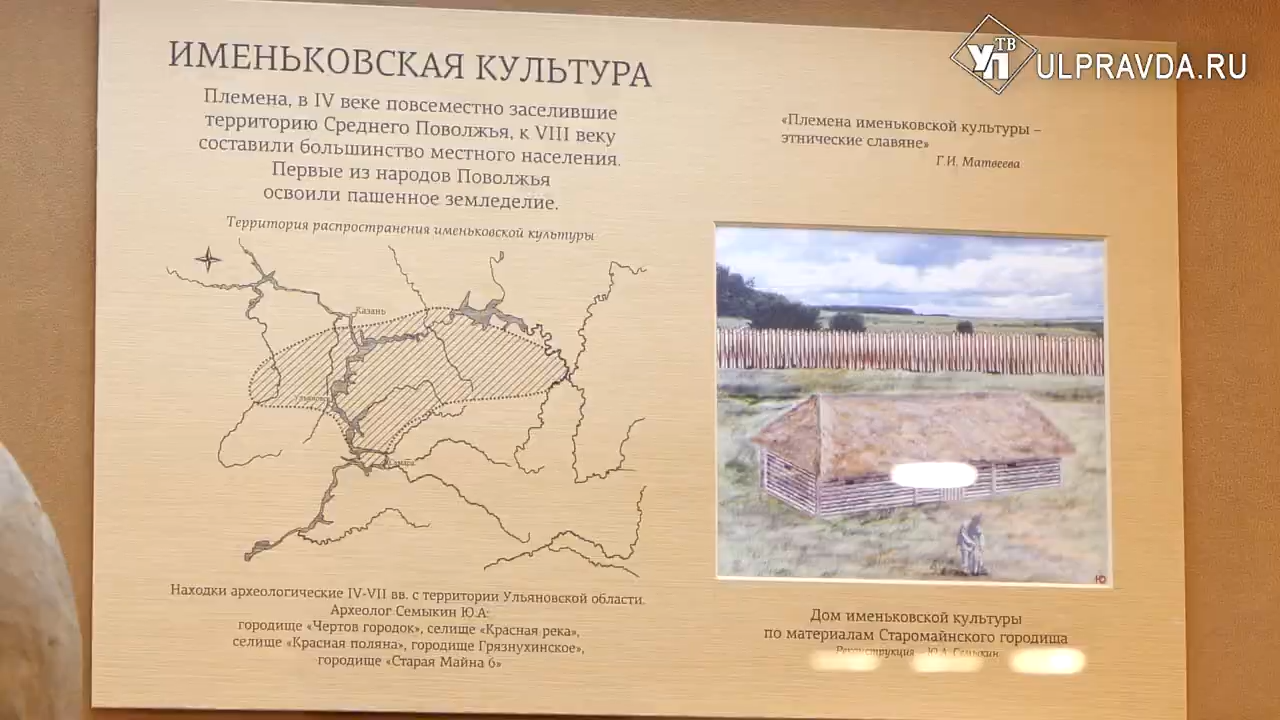 ИМЕНЬКОВСКАЯ КУЛЬТУРА
Племена, в IV веке повсеместно заселившие
территорию Среднего Поволжья, к VIII веку
составили большинство местного населения.
Первые из народов Поволжья
освоили пашенное земледелие.
Территория распространения именьковской культуры
Казань
Ульяновск
Самара
Находки археологические IV-VII вв. с территории Ульяновской области.
Археолог Семыкин Ю.А:
городище «Чертов городок», селище «Красная река»,
селище «Красная поляна», городище Грязнухинское»,
городище «Старая Майна 6»
УП ТВ
ULPRAVDA.RU
«Племена именьковской культуры –
этнические славяне»
Г.И. Матвеева
Ю
Дом именьковской культуры
по материалам Старомайнского городища
Реконструкция – Ю.А. Семыкин